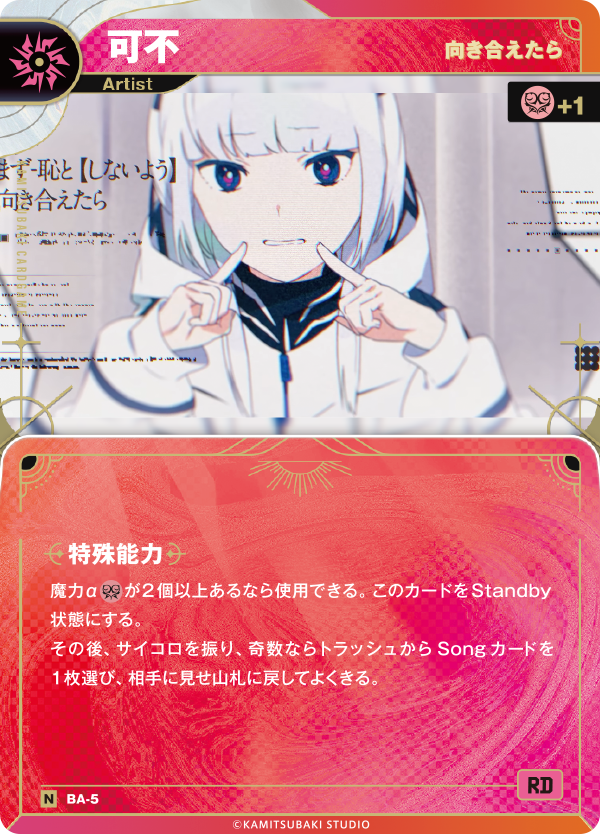 可不
向き合えたら
Artist
+1
まず-恥と【しないよう】
向き合えたら
特殊能力
魔力αが2個以上あるなら使用できる。このカードをStandby
状態にする。
その後、サイコロを振り、奇数ならトラッシュからSongカードを
1枚選び、相手に見せ山札に戻してよくきる。
RD
N BA-5
©KAMITSUBAKI STUDIO